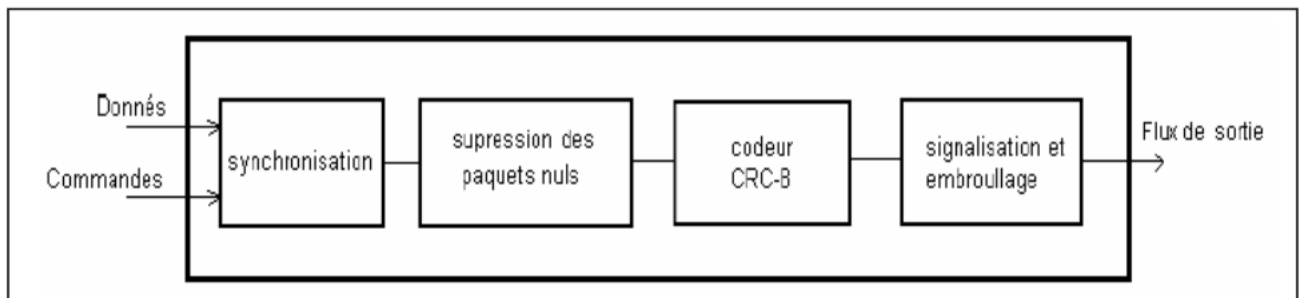 Donnés
Commandes
synchronisation
supression des
paquets nuls
codeur
CRC-B
signalisation et
embroullage
Flux de sortie